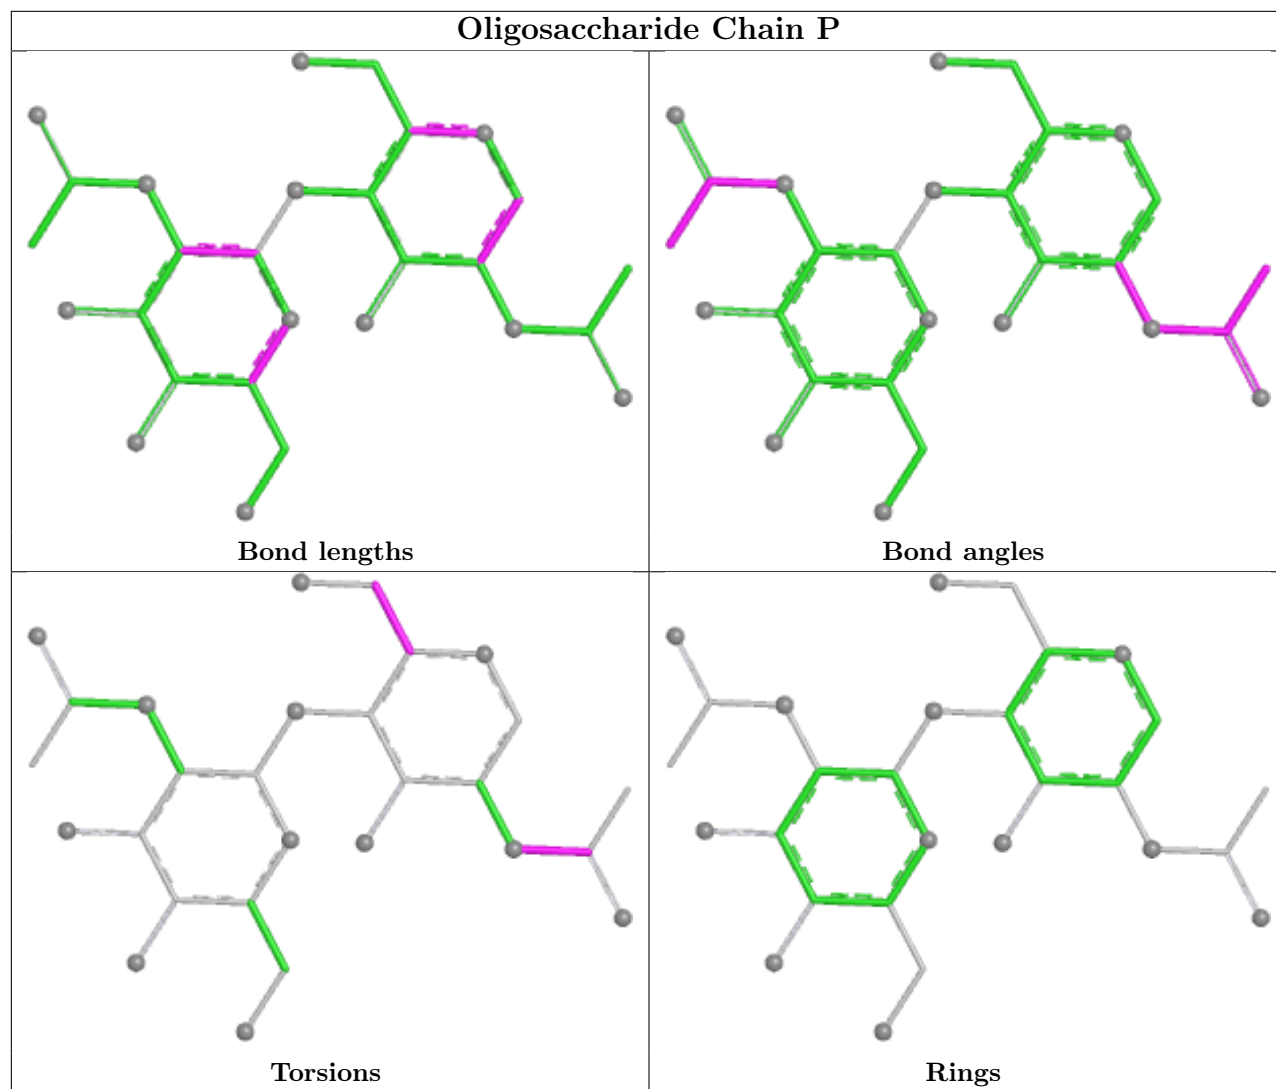 Oligosaccharide Chain P
Bond lengths
Bond angles
Torsions
Rings